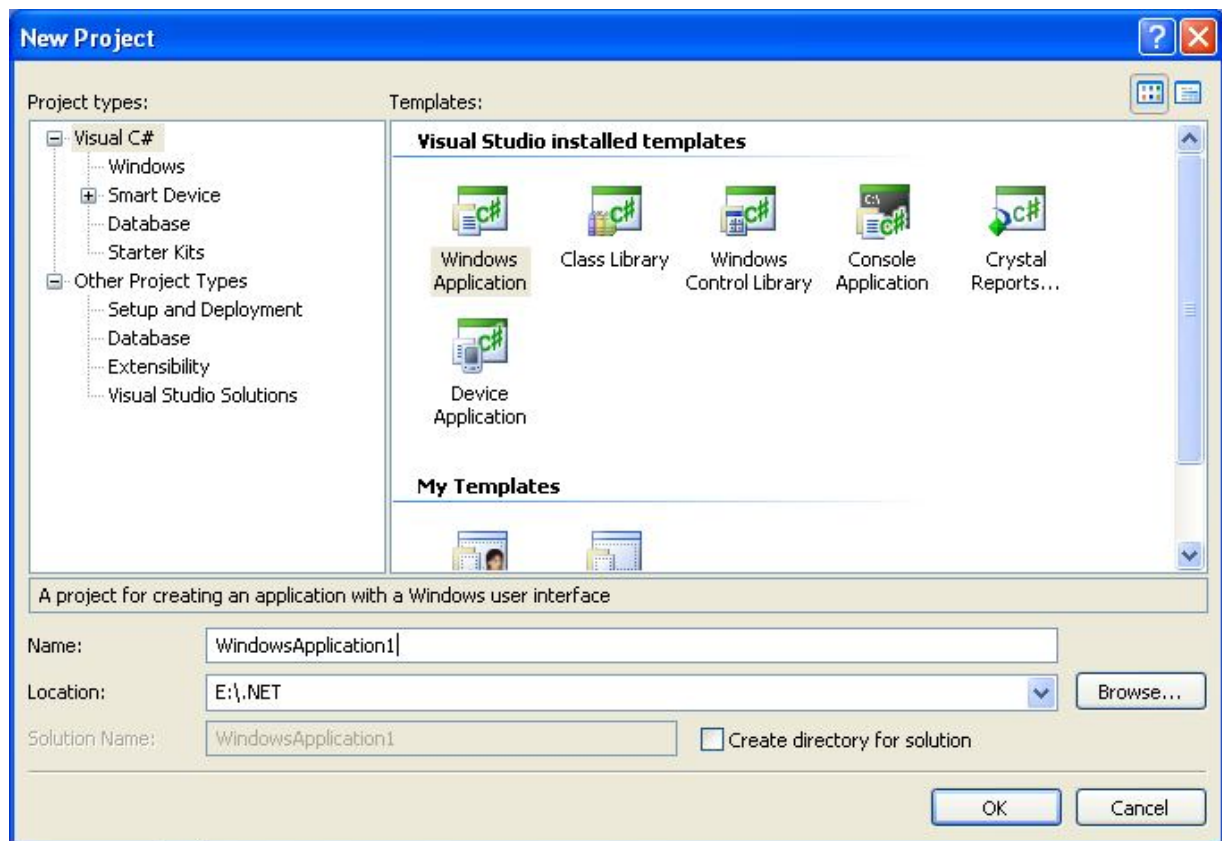 New Project
Project types:
Templates:
Visual C#
Windows
Smart Device
Database
Starter Kits
Other Project Types
Setup and Deployment
Database
Extensibility
Visual Studio Solutions
Visual Studio installed templates
Windows
Application
Class Library
Windows
Control Library
Console
Application
Crystal
Reports...
Device
Application
My Templates
A project for creating an application with a Windows user interface
Name:
WindowsApplication1
Location:
E:\.NET
Browse...
Solution Name:
WindowsApplication1
Create directory for solution
OK
Cancel